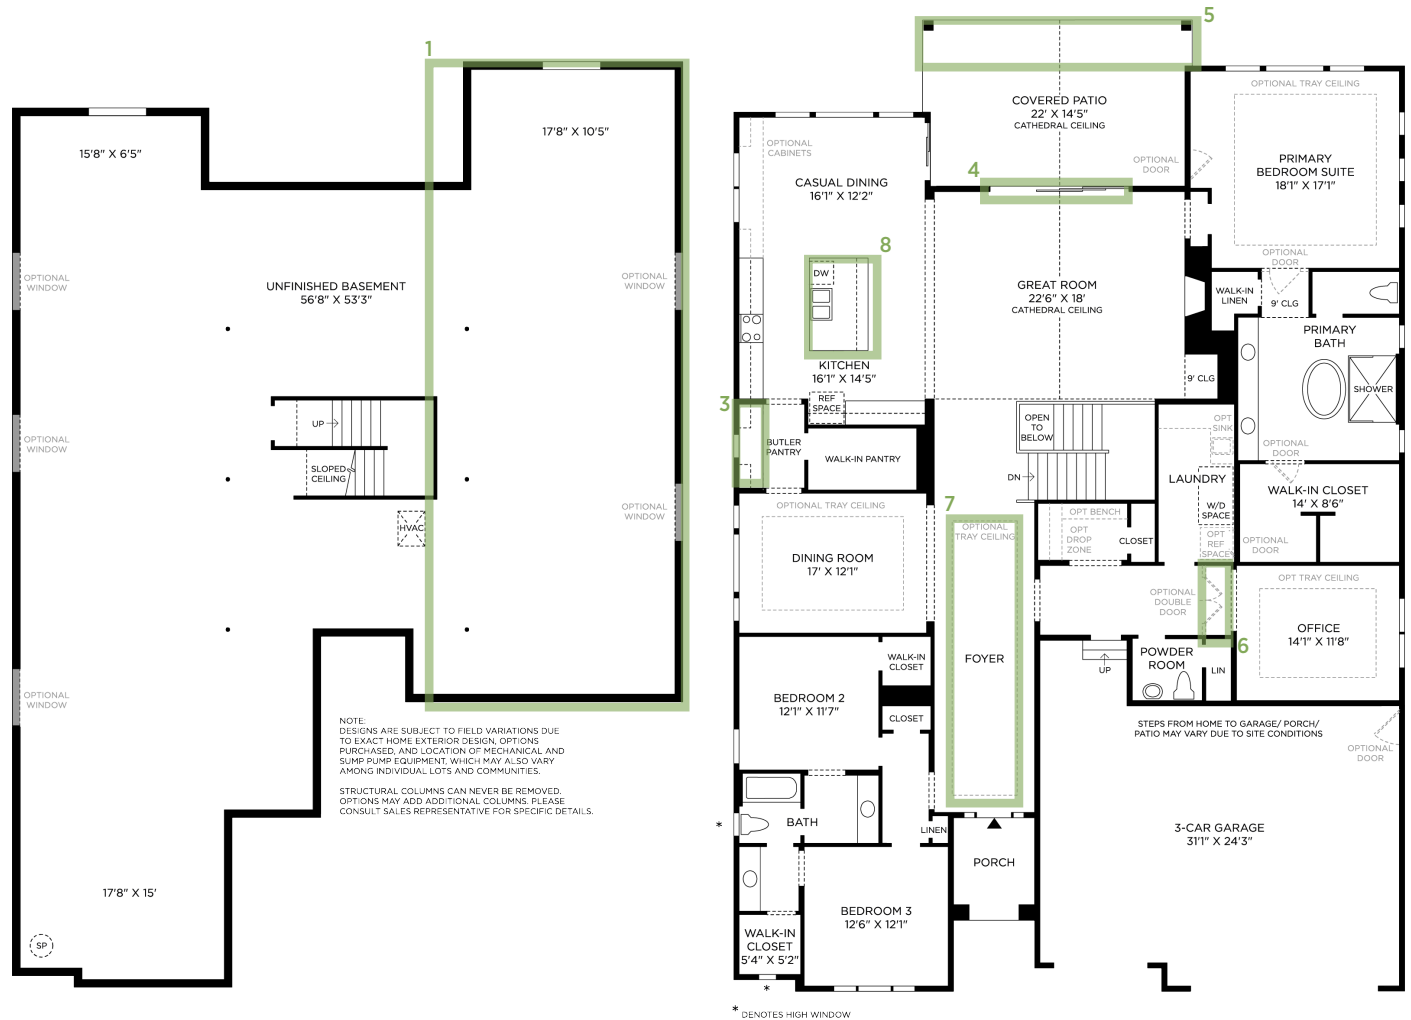 1
17'8" X 10'5"
15'8" X 6'5"
OPTIONAL
WINDOW
UNFINISHED BASEMENT
56'8" X 53'3"
OPTIONAL
WINDOW
UP
SLOPED
CEILING
OPTIONAL
WINDOW
HVAC
OPTIONAL
WINDOW
OPTIONAL
WINDOW
NOTE:
DESIGNS ARE SUBJECT TO FIELD VARIATIONS DUE
TO EXACT HOME EXTERIOR DESIGN, OPTIONS
PURCHASED, AND LOCATION OF MECHANICAL AND
SUMP PUMP EQUIPMENT, WHICH MAY ALSO VARY
AMONG INDIVIDUAL LOTS AND COMMUNITIES.
STRUCTURAL COLUMNS CAN NEVER BE REMOVED.
OPTIONS MAY ADD ADDITIONAL COLUMNS. PLEASE
CONSULT SALES REPRESENTATIVE FOR SPECIFIC DETAILS.
17'8" X 15'
SP
5
COVERED PATIO
22' X 14'5"
CATHEDRAL CEILING
OPTIONAL TRAY CEILING
OPTIONAL
CABINETS
OPTIONAL
DOOR
PRIMARY
BEDROOM SUITE
18'1" X 17'1"
4
CASUAL DINING
16'1" X 12'2"
8
DW
GREAT ROOM
22'6" X 18'
CATHEDRAL CEILING
OPTIONAL
DOOR
WALK-IN
LINEN
9' CLG
PRIMARY
BATH
KITCHEN
16'1" X 14'5"
9' CLG
SHOWER
3
REF
SPACE
BUTLER
PANTRY
WALK-IN PANTRY
OPEN
TO
BELOW
OPT
SINK
OPTIONAL
DOOR
DN
LAUNDRY
W/D
SPACE
WALK-IN CLOSET
14' X 8'6"
7
OPTIONAL TRAY CEILING
OPTIONAL
TRAY CEILING
OPT BENCH
OPT
DROP
ZONE
CLOSET
OPT
REF
SPACE
OPTIONAL
DOOR
DINING ROOM
17' X 12'1"
OPT TRAY CEILING
OPTIONAL
DOUBLE
DOOR
OFFICE
14'1" X 11'8"
6
WALK-IN
CLOSET
FOYER
UP
POWDER
ROOM
LIN
BEDROOM 2
12'1" X 11'7"
CLOSET
STEPS FROM HOME TO GARAGE/ PORCH/
PATIO MAY VARY DUE TO SITE CONDITIONS
OPTIONAL
DOOR
*
BATH
LINEN
3-CAR GARAGE
31'1" X 24'3"
PORCH
BEDROOM 3
12'6" X 12'1"
WALK-IN
CLOSET
5'4" X 5'2"
*
* DENOTES HIGH WINDOW